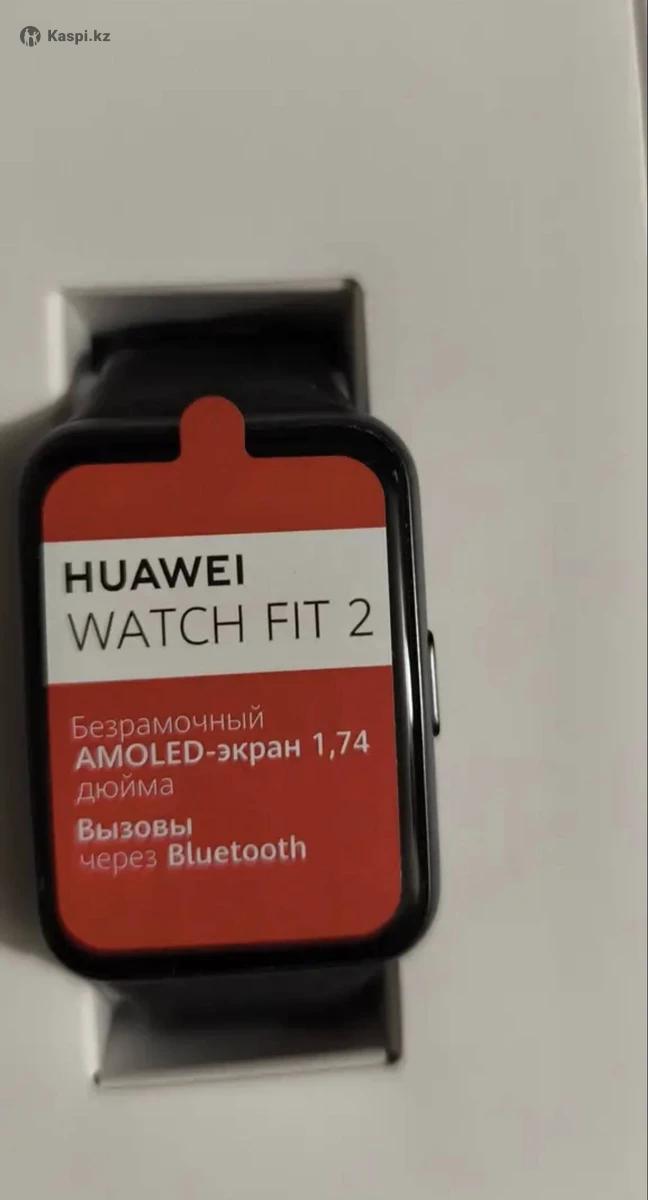 Kaspi.kz
HUAWEI
WATCH FIT 2
Безрамочный
AMOLED-экран 1,74
дюйма
Вызовы
через Bluetooth